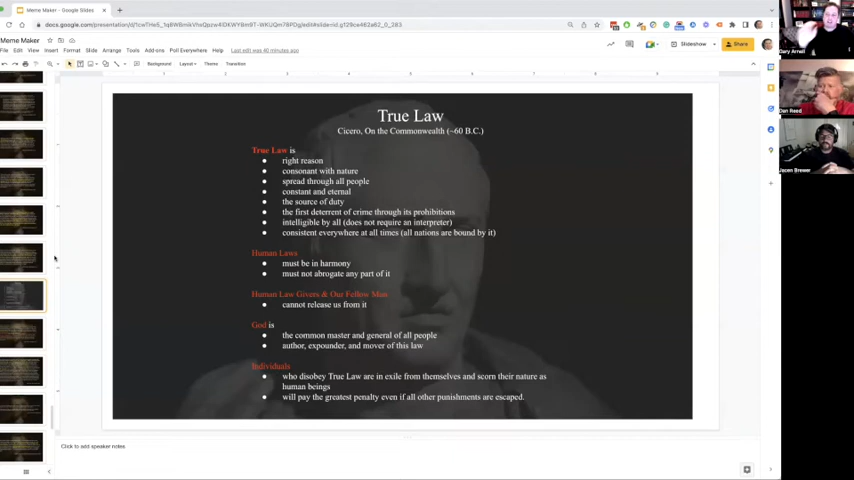 Meme Maker - Google Slides
Meme Maker
File Edit View Insert Format Slide Arrange Tools Add-ons Poll Everywhere Help Last edit was 40 minutes ago
Slideshow
Share
Background Layout Theme Transition
True Law
Cicero, On the Commonwealth (~60 B.C.)
True Law is
● right reason
● consonant with nature
● spread through all people
● constant and eternal
● the source of duty
● the first deterrent of crime through its prohibitions
● intelligible by all (does not require an interpreter)
● consistent everywhere at all times (all nations are bound by it)
Human Laws
● must be in harmony
● must not abrogate any part of it
Human Law Givers & Our Fellow Man
● cannot release us from it
God is
● the common master and general of all people
● author, expounder, and mover of this law
Individuals
● who disobey True Law are in exile from themselves and scorn their nature as
human beings
● will pay the greatest penalty even if all other punishments are escaped.
Click to add speaker notes
Dan Reed
Jacen Brewer